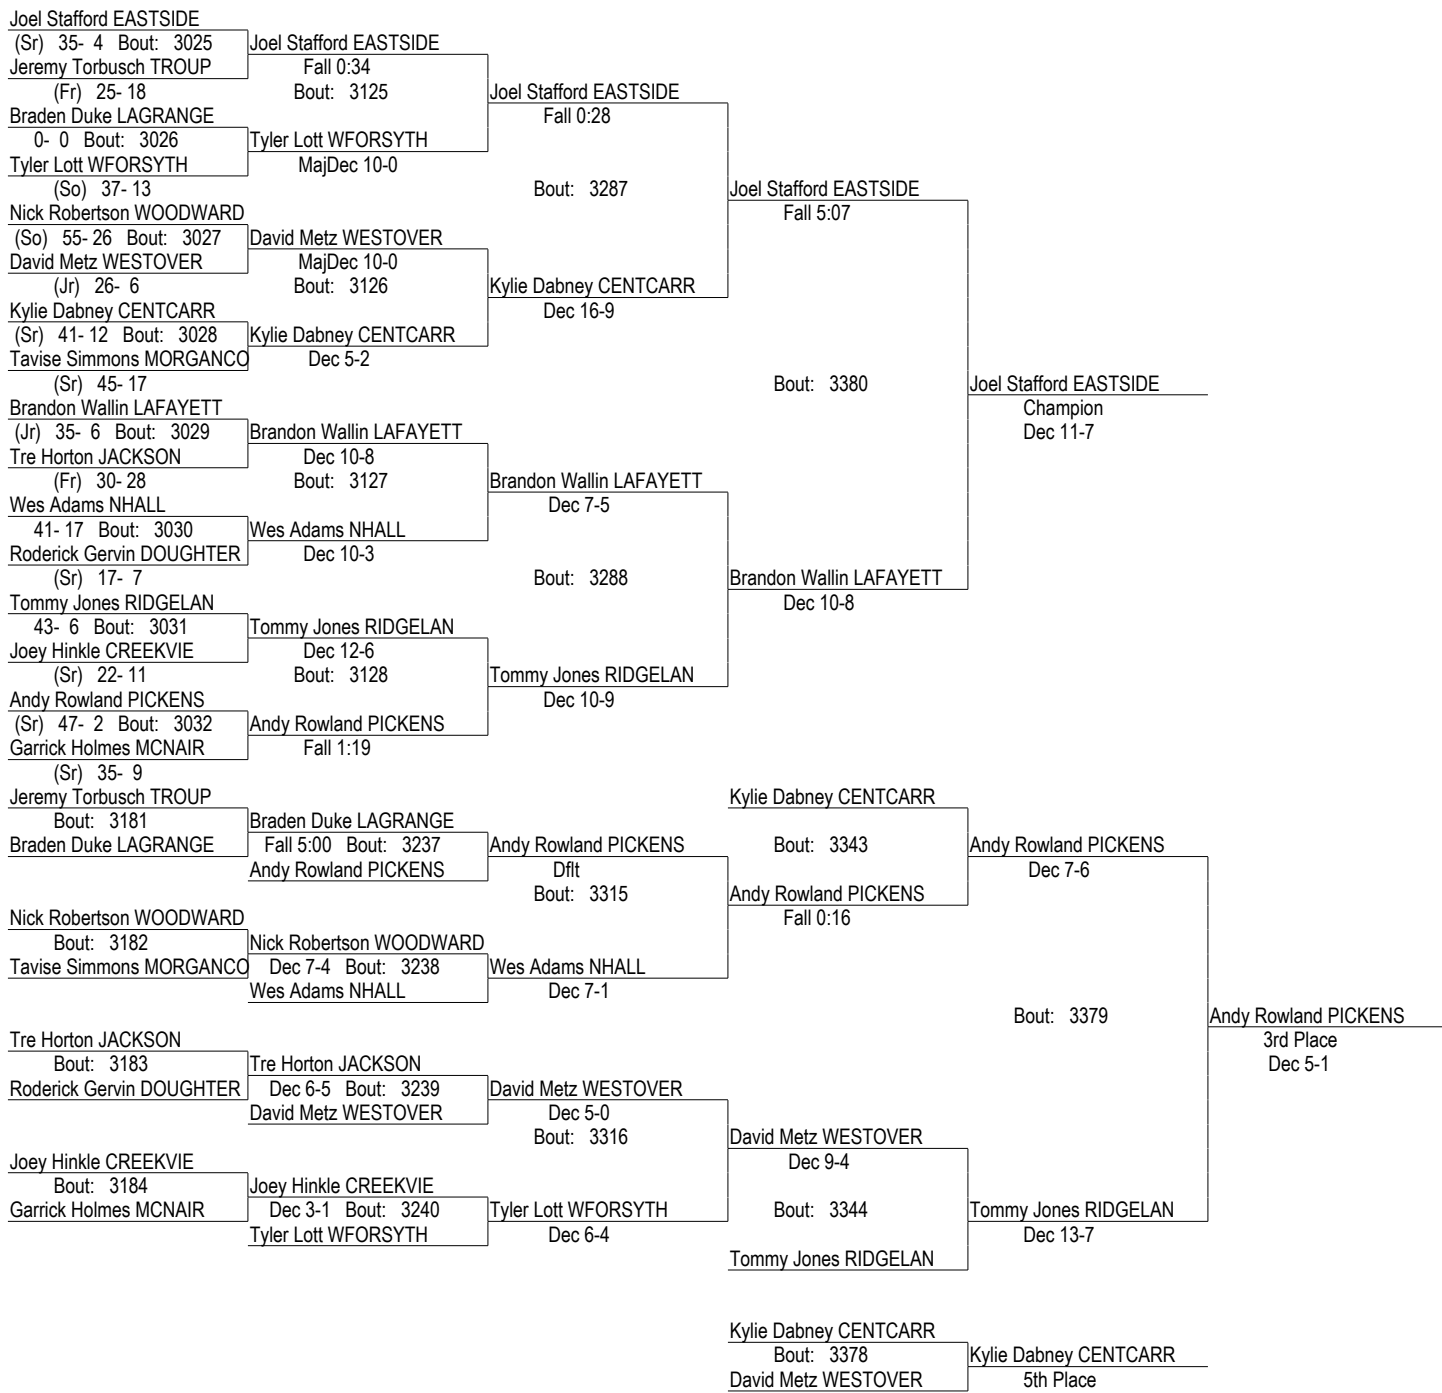 Joel Stafford EASTSIDE
(Sr) 35- 4 Bout: 3025
Joel Stafford EASTSIDE
Jeremy Torbusch TROUP
Fall 0:34
(Fr) 25- 18
Bout: 3125
Joel Stafford EASTSIDE
Braden Duke LAGRANGE
Fall 0:28
0- 0 Bout: 3026
Tyler Lott WFORSYTH
Tyler Lott WFORSYTH
MajDec 10-0
(So) 37- 13
Bout: 3287
Joel Stafford EASTSIDE
Nick Robertson WOODWARD
Fall 5:07
(So) 55- 26 Bout: 3027
David Metz WESTOVER
David Metz WESTOVER
MajDec 10-0
(Jr) 26- 6
Bout: 3126
Kylie Dabney CENTCARR
Kylie Dabney CENTCARR
Dec 16-9
(Sr) 41- 12 Bout: 3028
Kylie Dabney CENTCARR
Tavise Simmons MORGANCO
Dec 5-2
(Sr) 45- 17
Bout: 3380
Joel Stafford EASTSIDE
Brandon Wallin LAFAYETT
Champion
(Jr) 35- 6 Bout: 3029
Brandon Wallin LAFAYETT
Dec 11-7
Tre Horton JACKSON
Dec 10-8
(Fr) 30- 28
Bout: 3127
Brandon Wallin LAFAYETT
Wes Adams NHALL
Dec 7-5
41- 17 Bout: 3030
Wes Adams NHALL
Roderick Gervin DOUGHTER
Dec 10-3
(Sr) 17- 7
Bout: 3288
Brandon Wallin LAFAYETT
Tommy Jones RIDGELAN
Dec 10-8
43- 6 Bout: 3031
Tommy Jones RIDGELAN
Joey Hinkle CREEKVIE
Dec 12-6
(Sr) 22- 11
Bout: 3128
Tommy Jones RIDGELAN
Andy Rowland PICKENS
Dec 10-9
(Sr) 47- 2 Bout: 3032
Andy Rowland PICKENS
Garrick Holmes MCNAIR
Fall 1:19
(Sr) 35- 9
Jeremy Torbusch TROUP
Kylie Dabney CENTCARR
Bout: 3181
Braden Duke LAGRANGE
Braden Duke LAGRANGE
Fall 5:00 Bout: 3237
Andy Rowland PICKENS
Bout: 3343
Andy Rowland PICKENS
Andy Rowland PICKENS
Dflt
Dec 7-6
Bout: 3315
Andy Rowland PICKENS
Nick Robertson WOODWARD
Fall 0:16
Bout: 3182
Nick Robertson WOODWARD
Tavise Simmons MORGANCO
Dec 7-4 Bout: 3238
Wes Adams NHALL
Wes Adams NHALL
Dec 7-1
Bout: 3379
Andy Rowland PICKENS
Tre Horton JACKSON
3rd Place
Bout: 3183
Tre Horton JACKSON
Dec 5-1
Roderick Gervin DOUGHTER
Dec 6-5 Bout: 3239
David Metz WESTOVER
David Metz WESTOVER
Dec 5-0
Bout: 3316
David Metz WESTOVER
Joey Hinkle CREEKVIE
Dec 9-4
Bout: 3184
Joey Hinkle CREEKVIE
Garrick Holmes MCNAIR
Dec 3-1 Bout: 3240
Tyler Lott WFORSYTH
Bout: 3344
Tommy Jones RIDGELAN
Tyler Lott WFORSYTH
Dec 6-4
Dec 13-7
Tommy Jones RIDGELAN
Kylie Dabney CENTCARR
Bout: 3378
Kylie Dabney CENTCARR
David Metz WESTOVER
5th Place